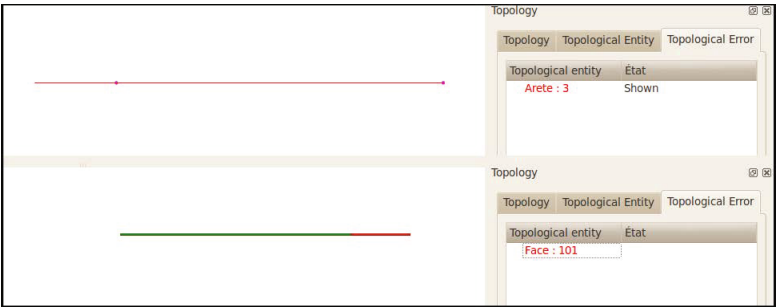 Topology
Topology Topological Entity Topological Error
Topological entity État
Arete : 3 Shown
Topology
Topology Topological Entity Topological Error
Topological entity État
Face : 101